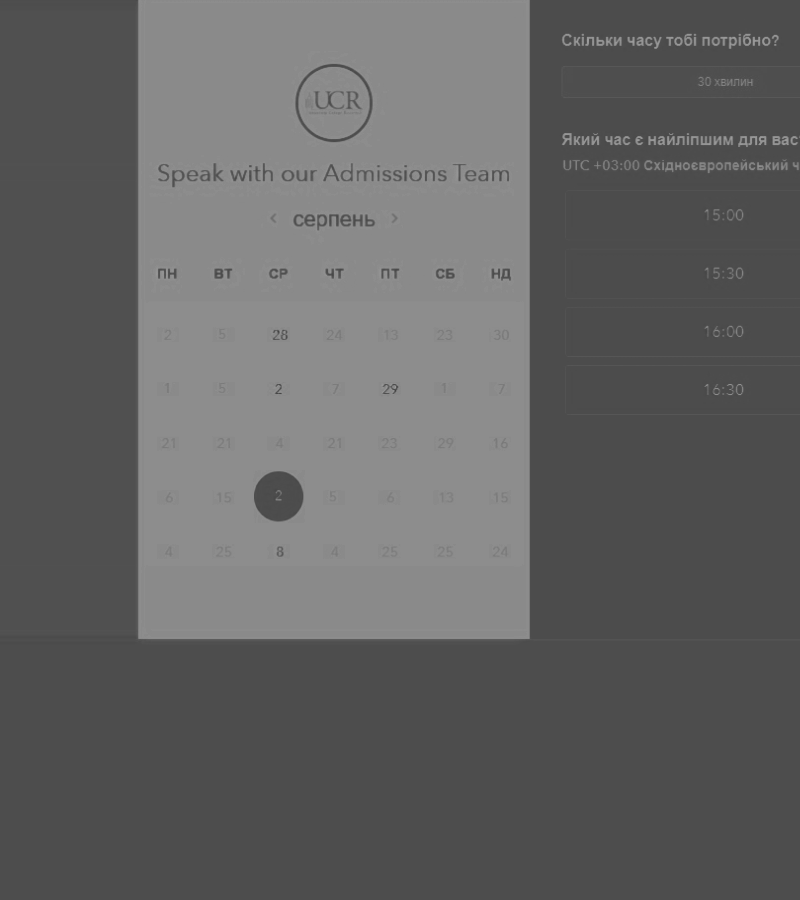 UCR
Speak with our Admissions Team
< серпень >
ПН ВТ СР ЧТ ПТ СБ НД
2 5 28 24 13 23 30
1 5 2 7 29 1 7
21 21 4 21 23 29 16
6 15 2 5 6 13 15
4 25 8 4 25 25 24
Скільки часу тобі потрібно?
30 хвилин
Який час є найліпшим для вас
UTC +03:00 Східноєвропейський ч
15:00
15:30
16:00
16:30